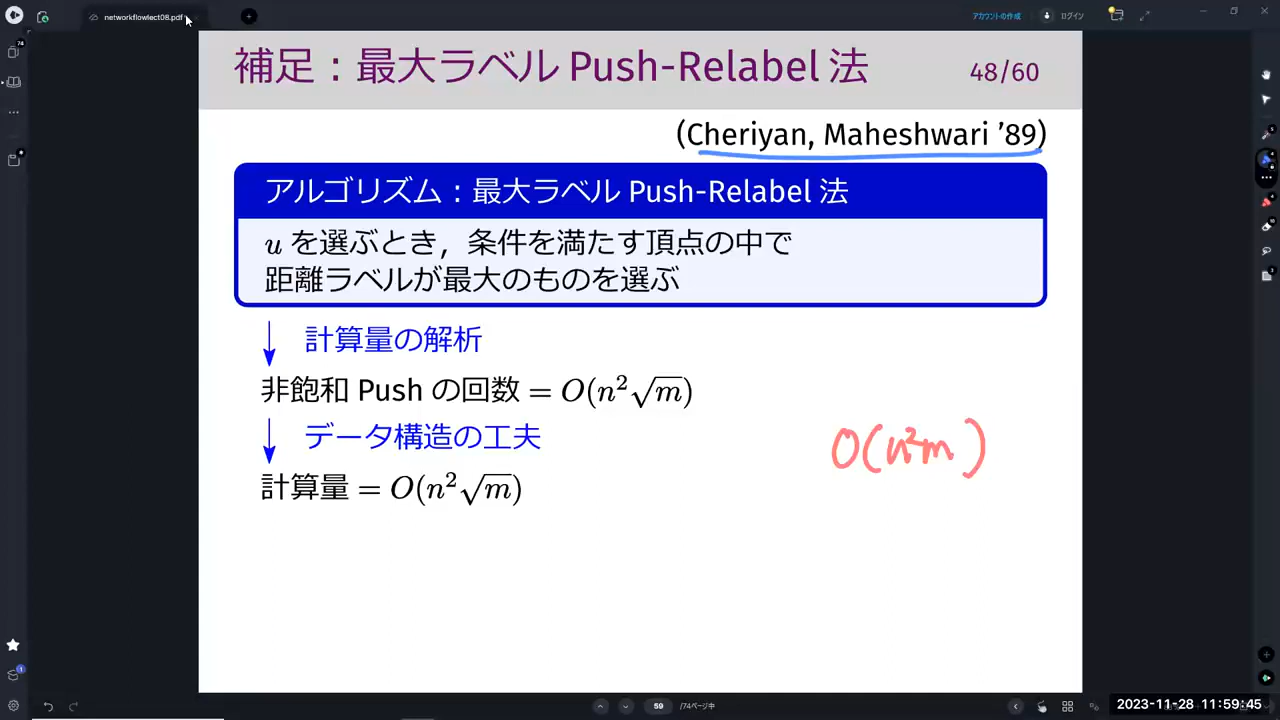 networkflowlect08.pdf
アカウントの作成
ログイン
補足：最大ラベル Push-Relabel 法
48/60
(Cheriyan, Maheshwari ’89)
アルゴリズム：最大ラベル Push-Relabel 法
u を選ぶとき，条件を満たす頂点の中で
距離ラベルが最大のものを選ぶ
計算量の解析
非飽和 Push の回数 = O(n²√m)
データ構造の工夫
O(n²m)
計算量 = O(n²√m)
59
/74ページ中
2023-11-28 11:59:45